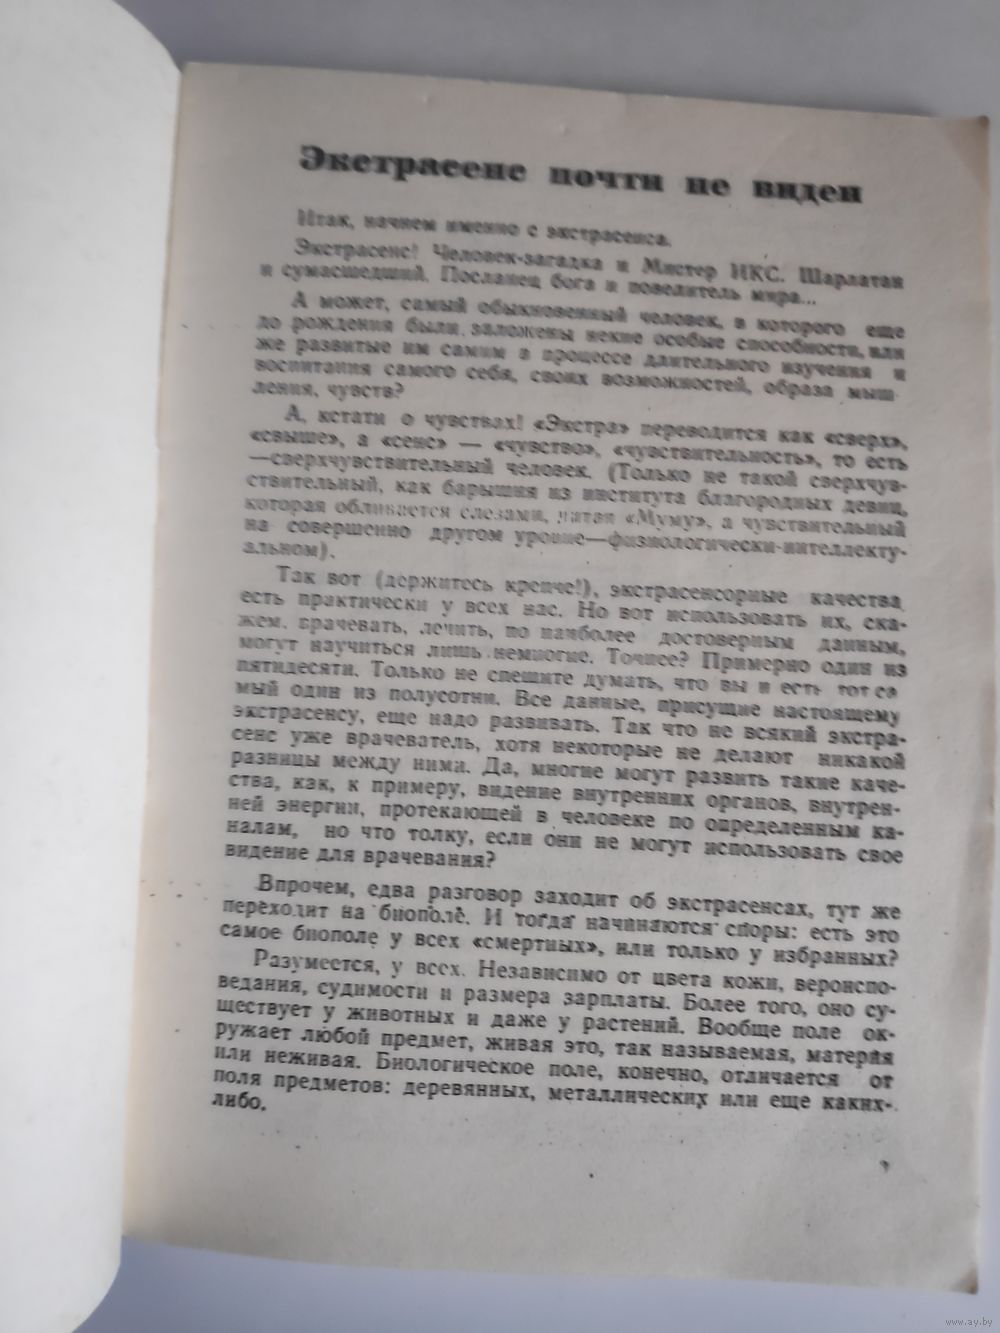 Экстрасенс почти не виден
Итак, начнем именно с экстрасенса.
Экстрасенс! Человек-загадка и Мистер ИКС. Шарлатан
и сумасшедший. Посланец бога и повелитель мира...
А может, самый обыкновенный человек, в которого еще
до рождения были заложены некие особые способности, или
же развитые им самим в процессе длительного изучения и
воспитания самого себя, своих возможностей, образа мыш-
ления, чувств?
А, кстати о чувствах! «Экстра» переводится как «сверх»,
«свыше», а «сенс» — «чувство», «чувствительность», то есть
—сверхчувствительный человек. (Только не такой сверхчув-
ствительный, как барышня из института благородных девиц,
которая обливается слезами, читая «Муму», а чувствительный
на совершенно другом уровне—физиологически-интеллекту-
альном).
Так вот (держитесь крепче!), экстрасенсорные качества
есть практически у всех нас. Но вот использовать их, ска-
жем, врачевать, лечить, по наиболее достоверным данным,
могут научиться лишь немногие. Точнее? Примерно один из
пятидесяти. Только не спешите думать, что вы и есть тот са
мый один из полусотни. Все данные, присущие настоящему
экстрасенсу, еще надо развивать. Так что не всякий экстра-
сенс уже врачеватель, хотя некоторые не делают никакой
разницы между ними. Да, многие могут развить такие каче-
ства, как, к примеру, видение внутренних органов, внутрен-
ней энергии, протекающей в человеке по определенным ка-
налам, но что толку, если они не могут использовать свое
видение для врачевания?
Впрочем, едва разговор заходит об экстрасенсах, тут же
переходит на биополе. И тогда начинаются споры: есть это
самое биополе у всех «смертных», или только у избранных?
Разумеется, у всех. Независимо от цвета кожи, вероиспо-
ведания, судимости и размера зарплаты. Более того, оно су-
ществует у животных и даже у растений. Вообще поле ок-
ружает любой предмет, живая это, так называемая, материя
или неживая. Биологическое поле, конечно, отличается от
поля предметов: деревянных, металлических или еще каких-
либо.
www.ay.by